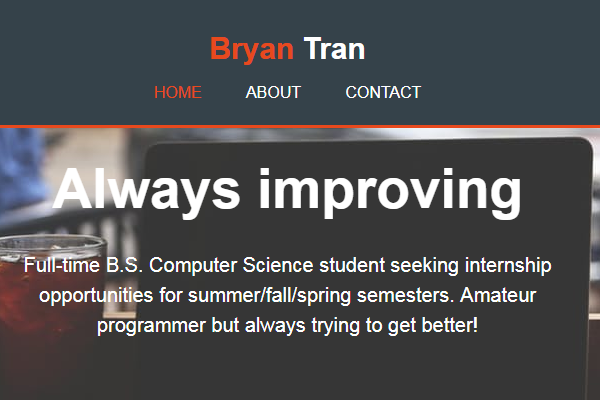 Bryan Tran
HOME ABOUT CONTACT
Always improving
Full-time B.S. Computer Science student seeking internship
opportunities for summer/fall/spring semesters. Amateur
programmer but always trying to get better!